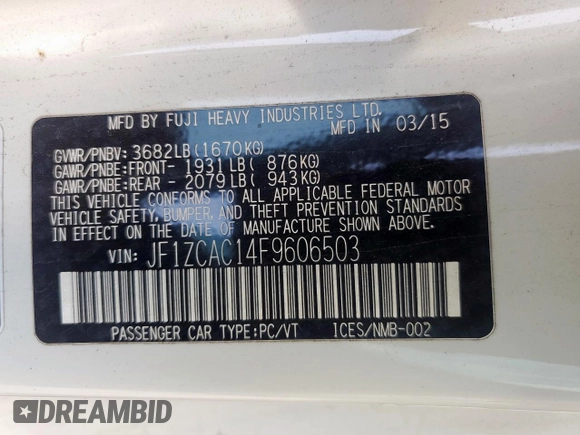 MFD BY FUJI HEAVY INDUSTRIES LTD.
MFD IN 03/15
GVWR/PNBV: 3682LB(1670KG)
GAWR/PNBE:FRONT- 1931LB( 876KG)
GAWR/PNBE:REAR - 2079LB( 943KG)
THIS VEHICLE CONFORMS TO ALL APPLICABLE FEDERAL MOTOR
VEHICLE SAFETY, BUMPER, AND THEFT PREVENTION STANDARDS
IN EFFECT ON THE DATE OF MANUFACTURE SHOWN ABOVE.
VIN: JF1ZCAC14F9606503
PASSENGER CAR TYPE:PC/VT ICES/NMB-002
DREAMBID